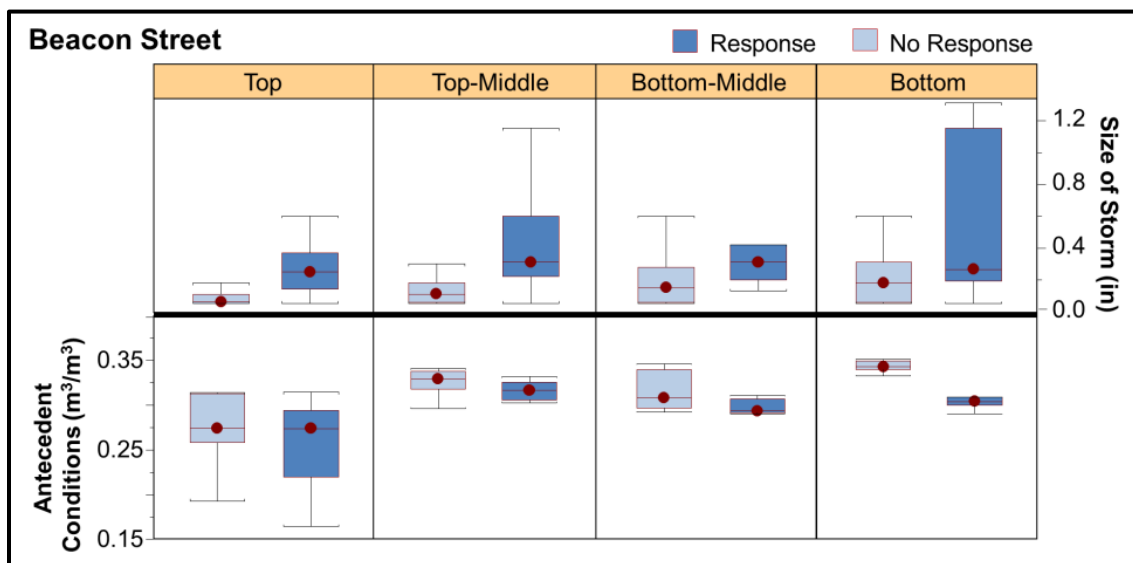 Beacon Street
Response
No Response
Top
Top-Middle
Bottom-Middle
Bottom
1.2
0.8
0.4
0.0
Size of
Storm (in)
0.35
0.25
0.15
Antecedent
Conditions (m³/m³)